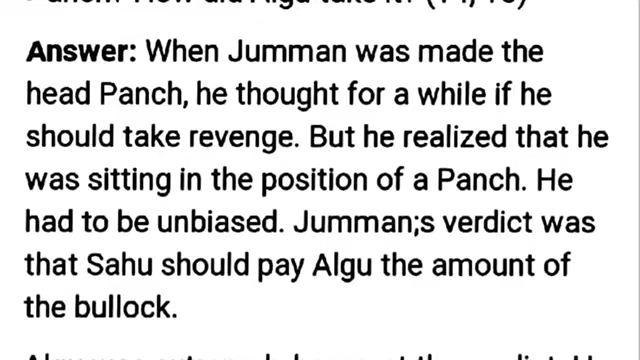 Answer: When Jumman was made the
head Panch, he thought for a while if he
should take revenge. But he realized that he
was sitting in the position of a Panch. He
had to be unbiased. Jumman;s verdict was
that Sahu should pay Algu the amount of
the bullock.